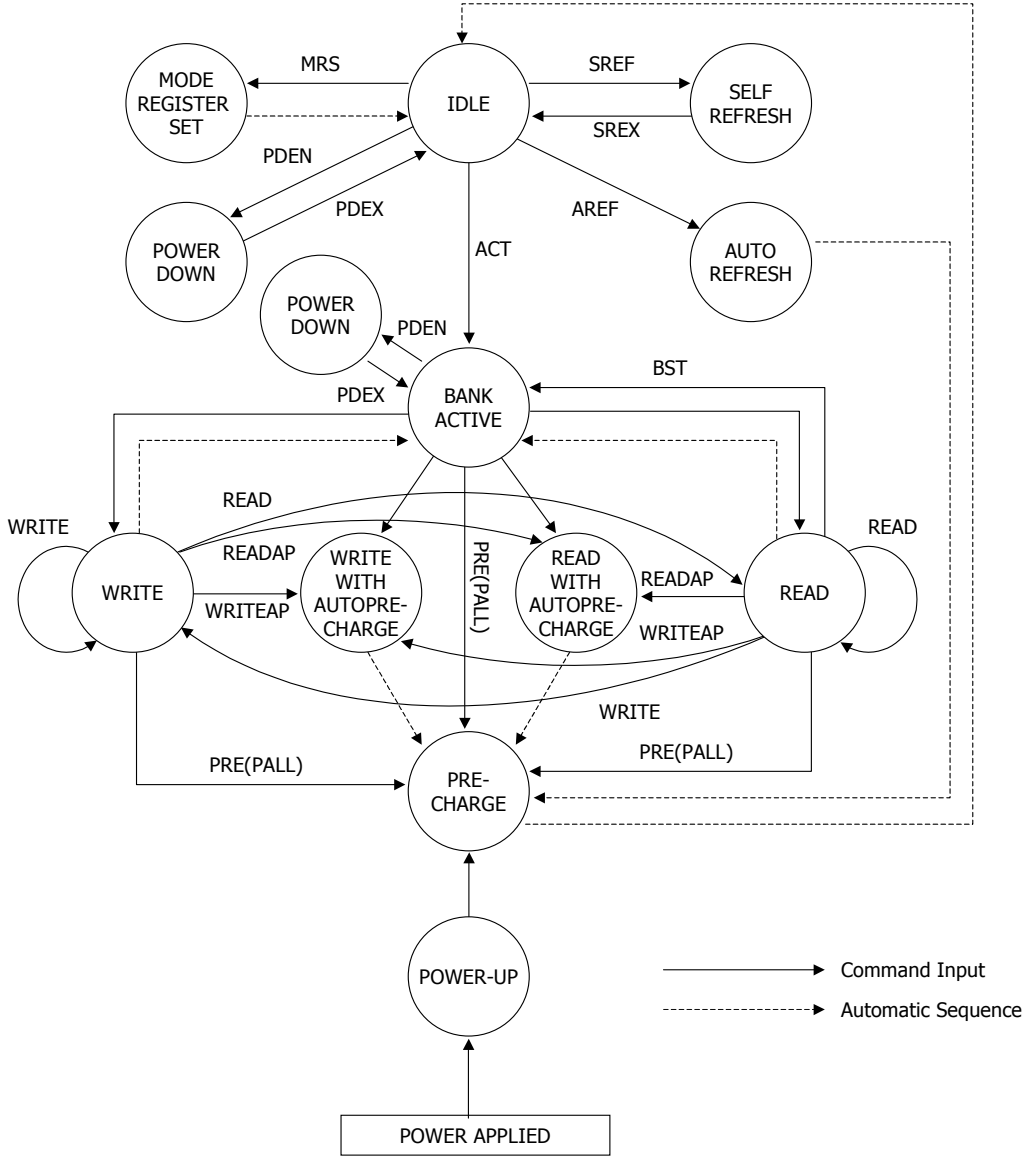 MRS
SREF
MODE
REGISTER
SET
IDLE
SELF
REFRESH
SREX
PDEN
PDEX
AREF
POWER
DOWN
ACT
AUTO
REFRESH
POWER
DOWN
PDEN
PDEX
BST
BANK
ACTIVE
WRITE
READ
READ
READAP
WRITE
WRITEAP
WRITE
WITH
AUTOPRE-
CHARGE
PRE(PALL)
READ
WITH
AUTOPRE-
CHARGE
READAP
READ
WRITEAP
WRITE
PRE(PALL)
PRE(PALL)
PRE-
CHARGE
POWER-UP
Command Input
Automatic Sequence
POWER APPLIED